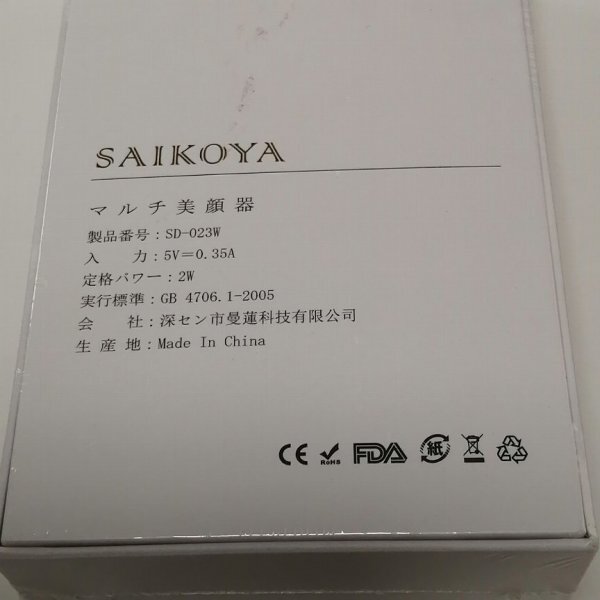 SAIKOYA
マルチ美顔器
製品番号:SD-023W
入 力:5V=0.35A
定格パワー:2W
実行標準:GB 4706.1-2005
会 社:深セン市曼蓮科技有限公司
生 産 地:Made In China
CE RoHS FDA 紙